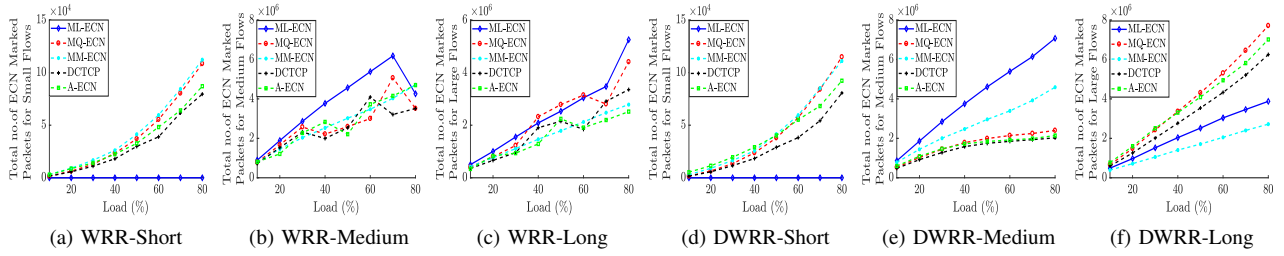 ×10⁴
Total no.of ECN Marked
Packets for Small Flows
15
10
5
0
ML-ECN
MQ-ECN
MM-ECN
DCTCP
A-ECN
20 40 60 80
Load (%)
(a) WRR-Short
×10⁶
Total no.of ECN Marked
Packets for Medium Flows
8
6
4
2
0
ML-ECN
MQ-ECN
MM-ECN
DCTCP
A-ECN
20 40 60 80
Load (%)
(b) WRR-Medium
×10⁶
Total no.of ECN Marked
Packets for Large Flows
8
6
4
2
0
ML-ECN
MQ-ECN
MM-ECN
DCTCP
A-ECN
20 40 60 80
Load (%)
(c) WRR-Long
×10⁴
Total no.of ECN Marked
Packets for Small Flows
15
10
5
0
ML-ECN
MQ-ECN
MM-ECN
DCTCP
A-ECN
20 40 60 80
Load (%)
(d) DWRR-Short
×10⁶
Total no.of ECN Marked
Packets for Medium Flows
8
6
4
2
0
ML-ECN
MQ-ECN
MM-ECN
DCTCP
A-ECN
20 40 60 80
Load (%)
(e) DWRR-Medium
×10⁶
Total no.of ECN Marked
Packets for Large Flows
8
6
4
2
0
ML-ECN
MQ-ECN
MM-ECN
DCTCP
A-ECN
20 40 60 80
Load (%)
(f) DWRR-Long